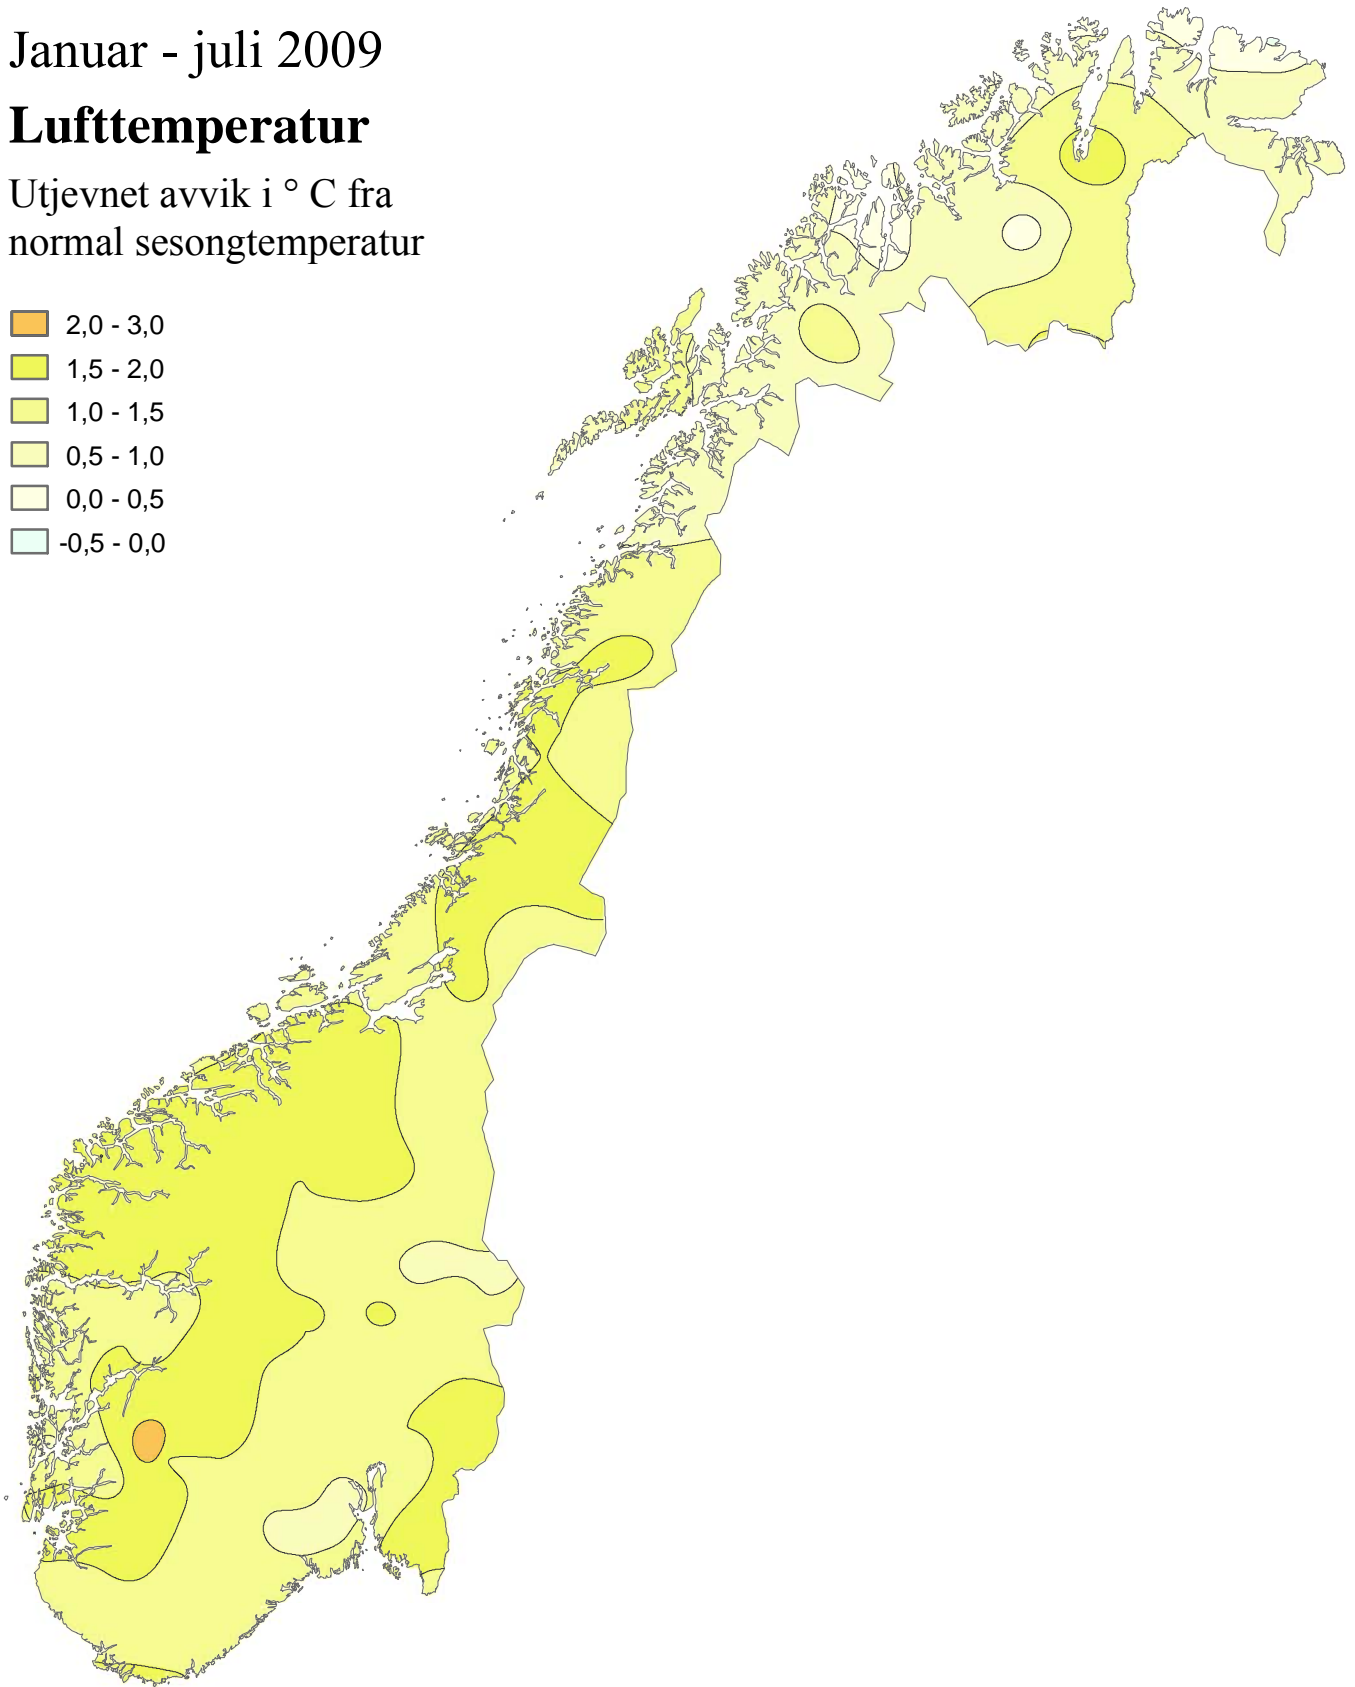 Januar - juli 2009
Lufttemperatur
Utjevnet avvik i ° C fra
normal sesongtemperatur
2,0 - 3,0
1,5 - 2,0
1,0 - 1,5
0,5 - 1,0
0,0 - 0,5
-0,5 - 0,0